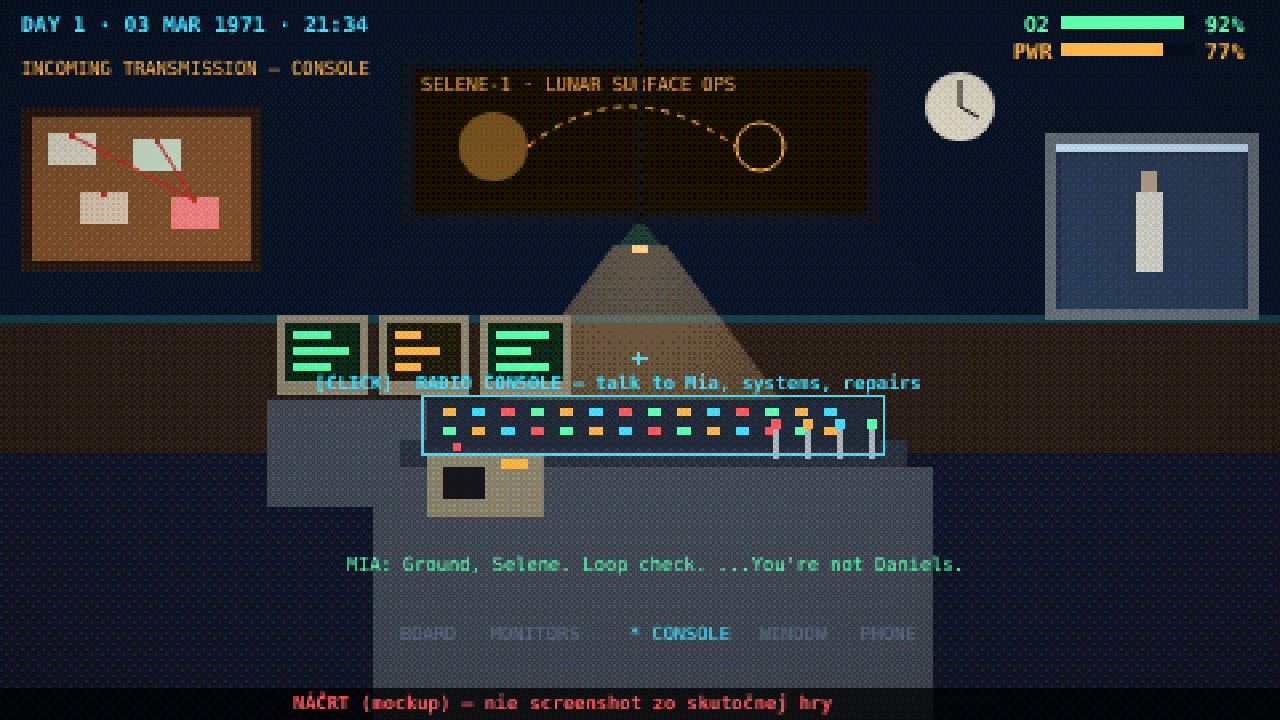 DAY 1 · 03 MAR 1971 · 21:34
O2 92%
PWR 77%
INCOMING TRANSMISSION — CONSOLE
SELENE-1 - LUNAR SURFACE OPS
[CLICK] RADIO CONSOLE — talk to Mia, systems, repairs
MIA: Ground, Selene. Loop check. ...You're not Daniels.
BOARD MONITORS * CONSOLE WINDOW PHONE
NÁČRT (mockup) — nie screenshot zo skutočnej hry